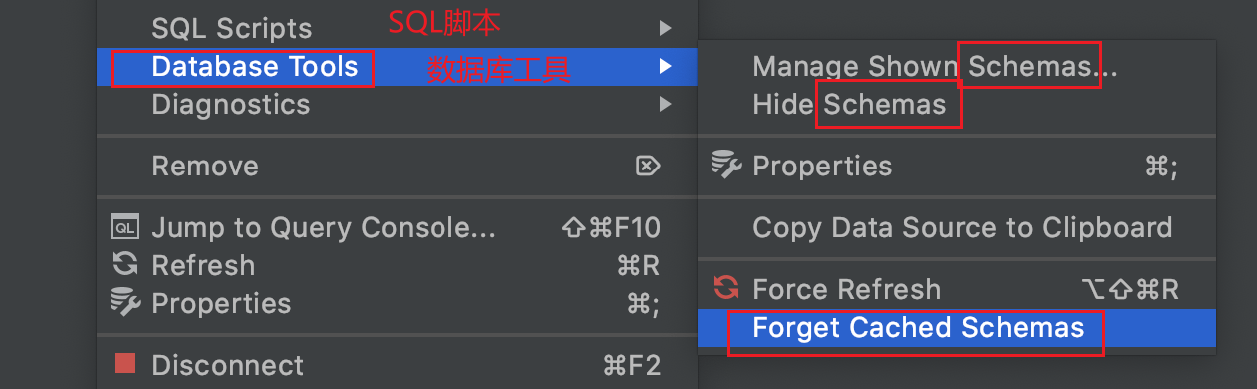 SQL Scripts SQL脚本
Database Tools 数据库工具
Diagnostics
Remove
Jump to Query Console... ⇧⌘F10
Refresh ⌘R
Properties ⌘;
Disconnect ⌘F2
Manage Shown Schemas...
Hide Schemas
Properties ⌘;
Copy Data Source to Clipboard
Force Refresh ⌥⇧⌘R
Forget Cached Schemas